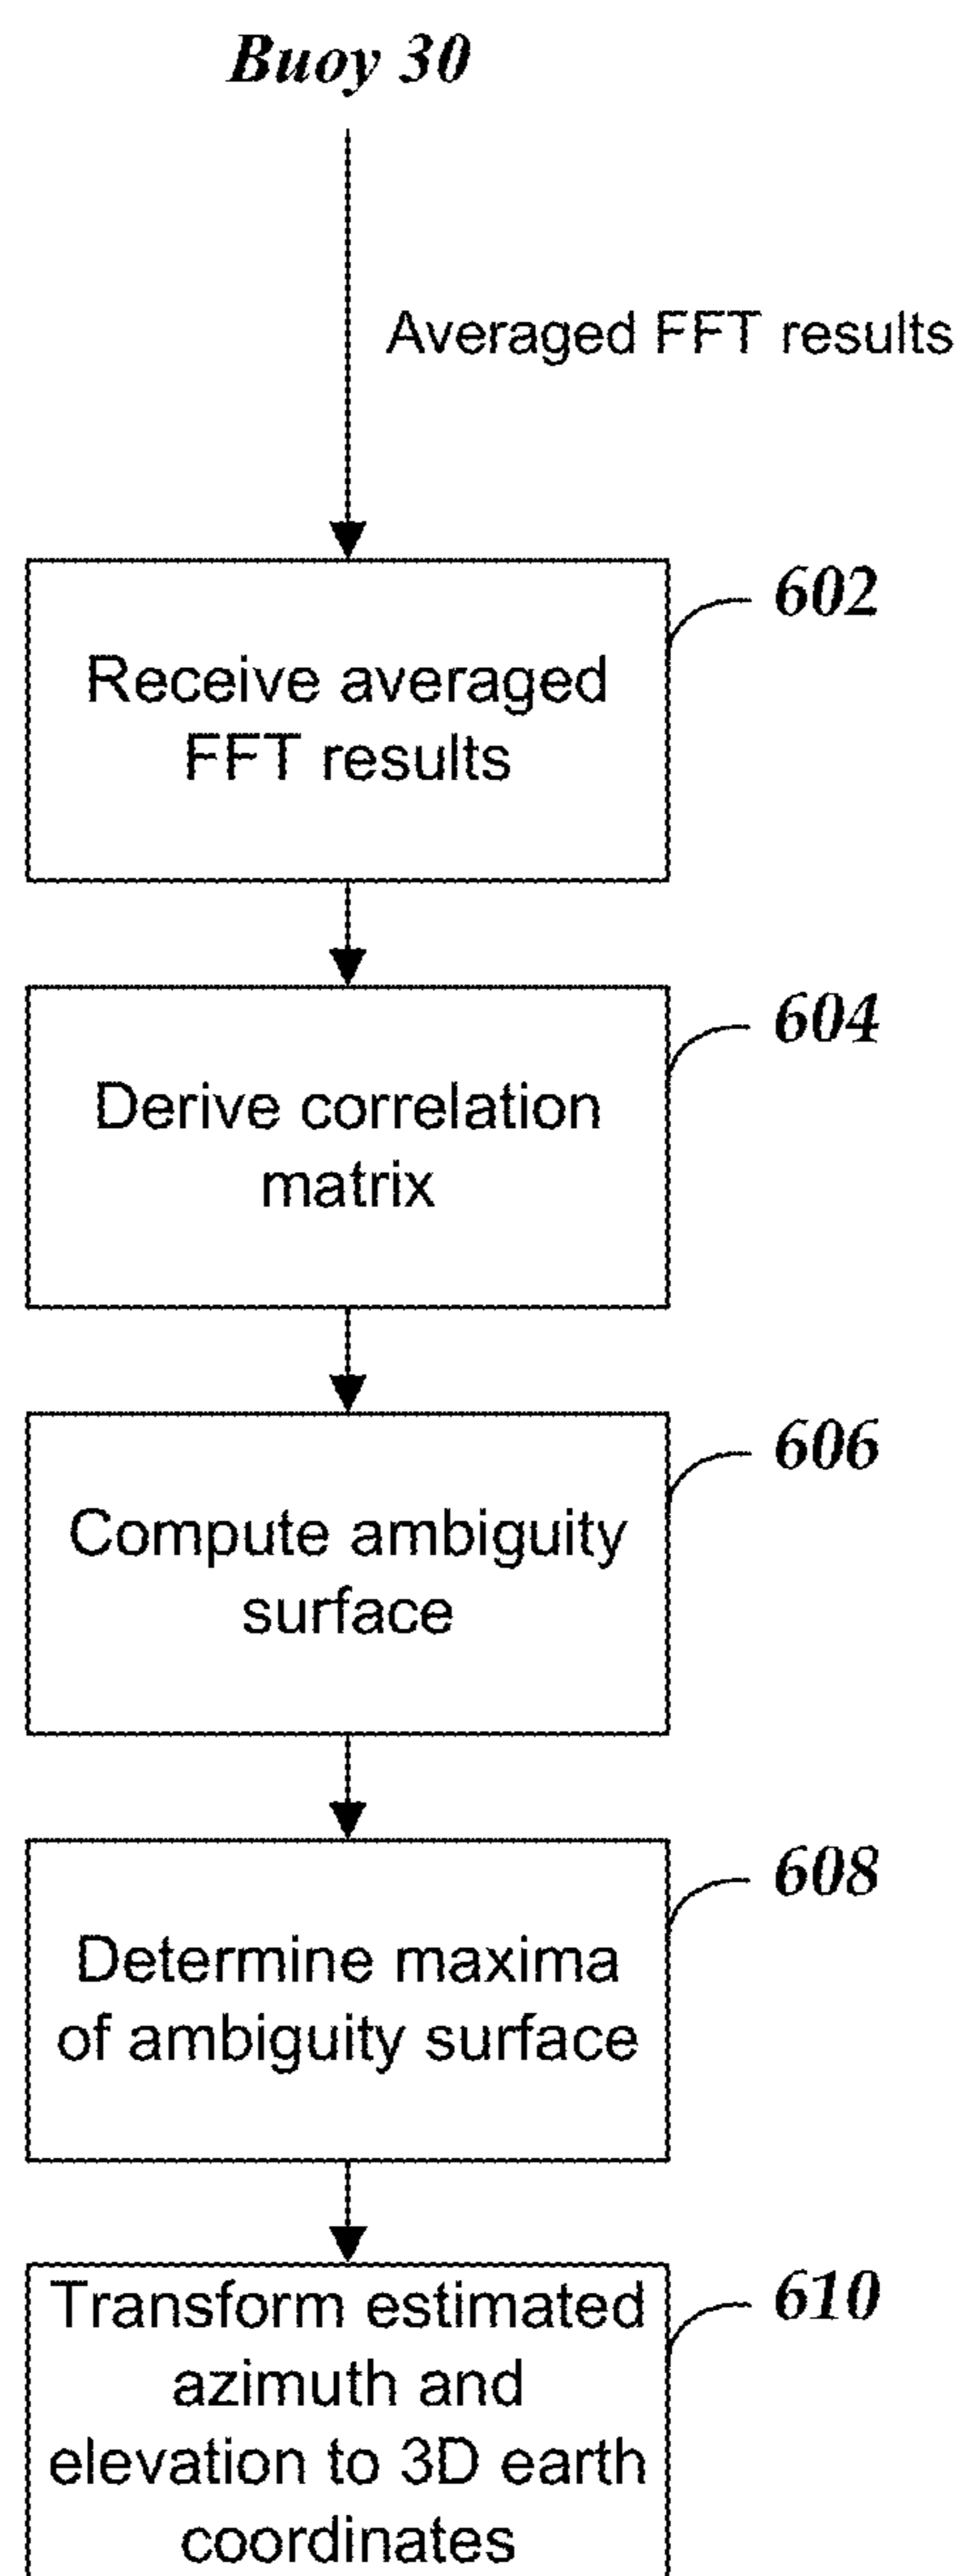 Buoy 30
Averaged FFT results
602
Receive averaged
FFT results
604
Derive correlation
matrix
606
Compute ambiguity
surface
608
Determine maxima
of ambiguity surface
610
Transform estimated
azimuth and
elevation to 3D earth
coordinates